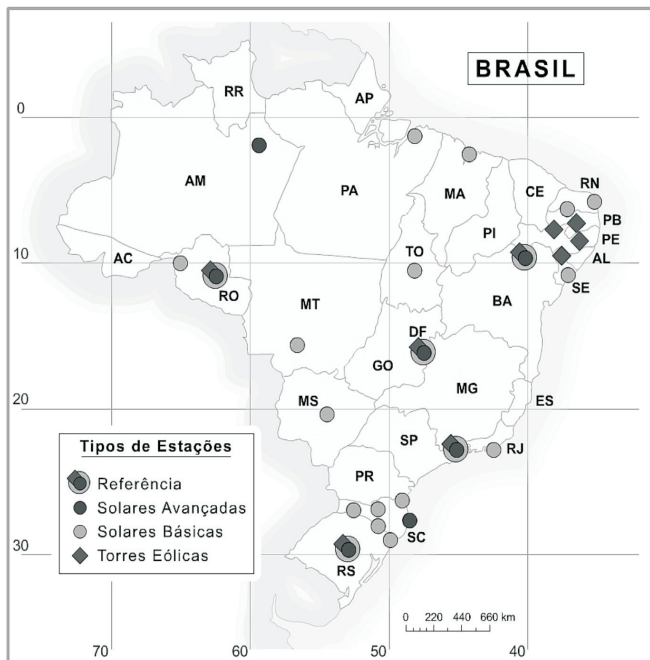 BRASIL
RR
AP
0
AM
PA
MA
CE
RN
PB
PI
PE
AC
TO
AL
10
RO
SE
BA
MT
DF
GO
MG
MS
ES
20
SP
RJ
PR
SC
30
RS
Tipos de Estações
Referência
Solares Avançadas
Solares Básicas
Torres Eólicas
0 220 440 660 km
70 60 50 40